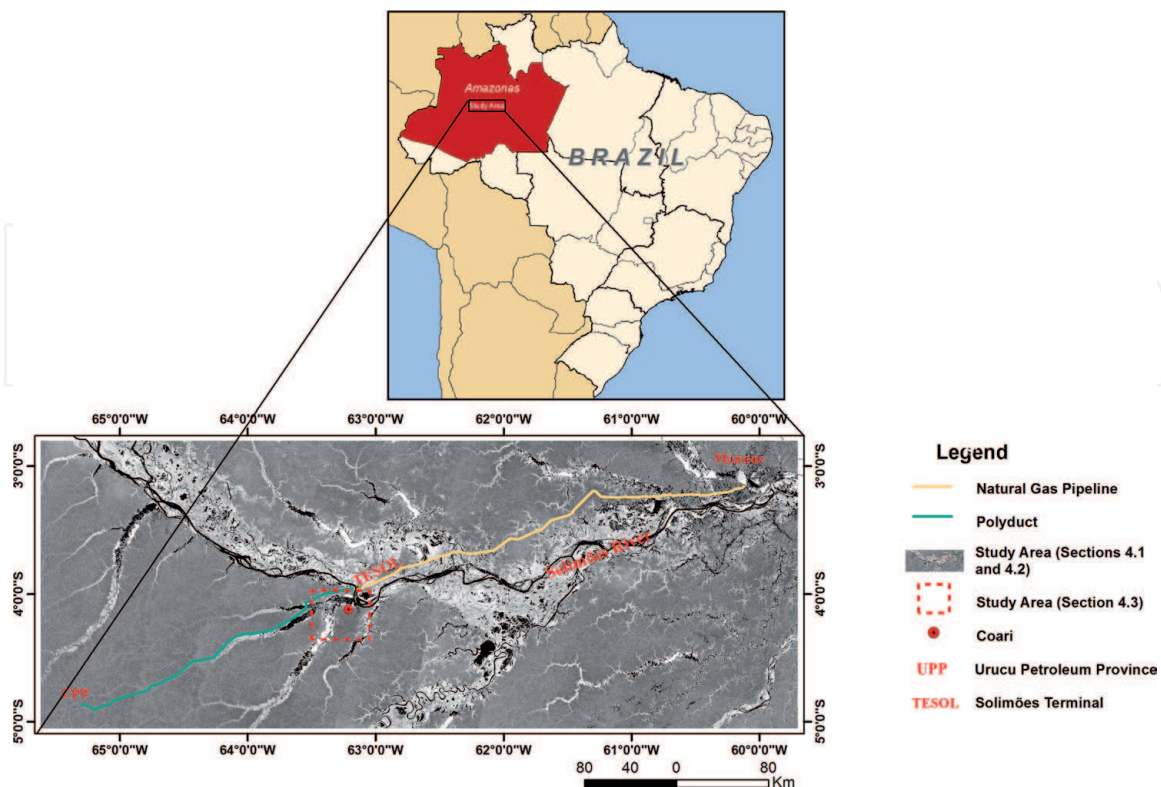 Amazonas
Study Area
BRAZIL
65°0'0"W 64°0'0"W 63°0'0"W 62°0'0"W 61°0'0"W 60°0'0"W
3°0'0"S
4°0'0"S
5°0'0"S
3°0'0"S
4°0'0"S
5°0'0"S
Manaus
Solimões River
TESOL
UPP
65°0'0"W 64°0'0"W 63°0'0"W 62°0'0"W 61°0'0"W 60°0'0"W
80 40 0 80
Km
Legend
Natural Gas Pipeline
Polyduct
Study Area (Sections 4.1
and 4.2)
Study Area (Section 4.3)
Coari
UPP Urucu Petroleum Province
TESOL Solimões Terminal